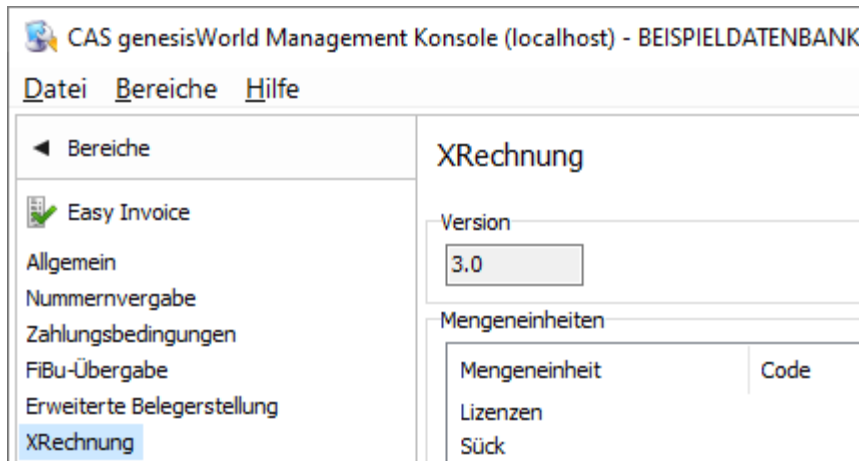 CAS genesisWorld Management Konsole (localhost) - BEISPIELDATENBANK
Datei Bereiche Hilfe
◄ Bereiche
Easy Invoice
Allgemein
Nummernvergabe
Zahlungsbedingungen
FiBu-Übergabe
Erweiterte Belegerstellung
XRechnung
XRechnung
Version
3.0
Mengeneinheiten
Mengeneinheit Code
Lizenzen
Sück